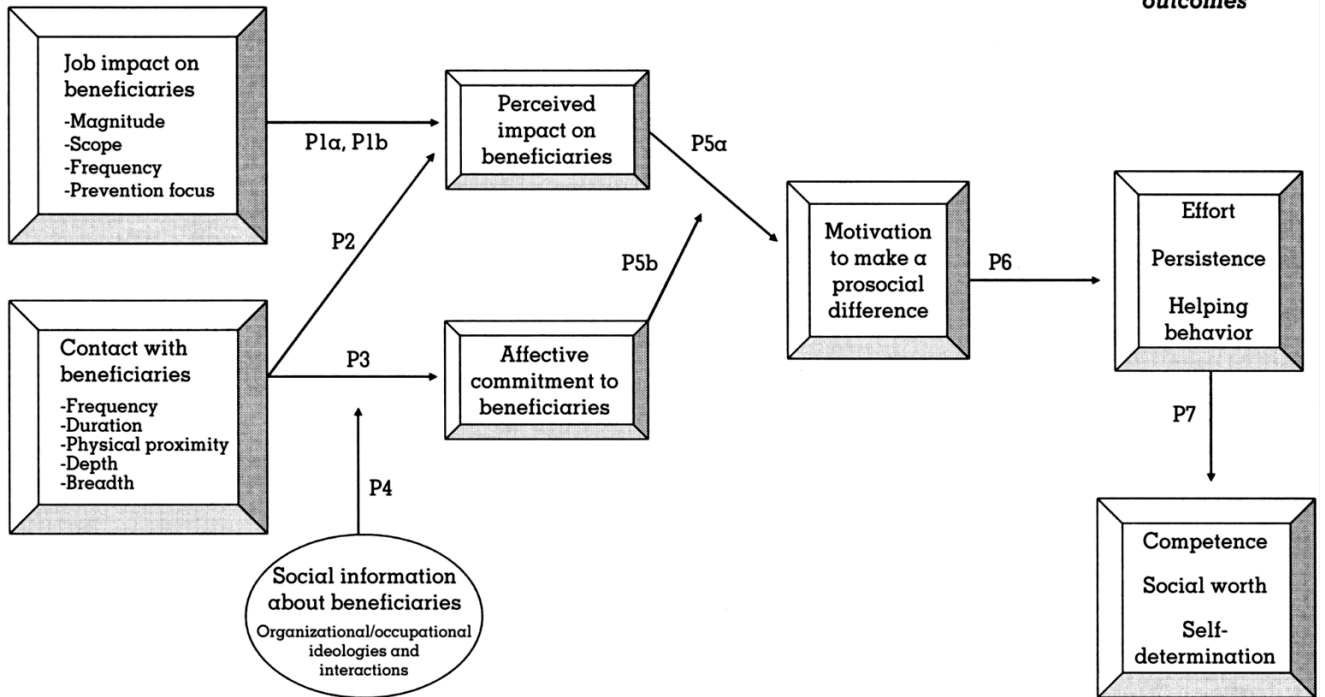 outcomes
Job impact on
beneficiaries
-Magnitude
-Scope
-Frequency
-Prevention focus
P1a, P1b
Perceived
impact on
beneficiaries
P5a
P2
Contact with
beneficiaries
-Frequency
-Duration
-Physical proximity
-Depth
-Breadth
P3
Affective
commitment to
beneficiaries
P5b
P4
Social information
about beneficiaries
Organizational/occupational
ideologies and
interactions
Motivation
to make a
prosocial
difference
P6
Effort
Persistence
Helping
behavior
P7
Competence
Social worth
Self-
determination